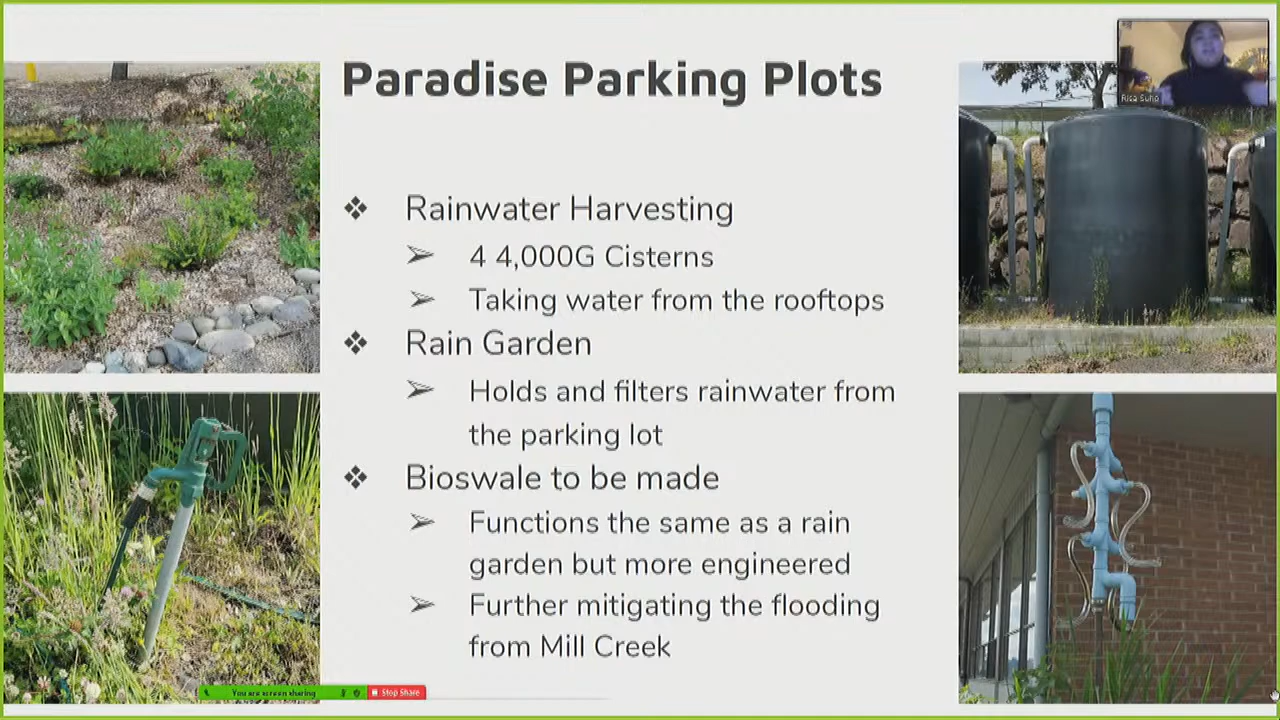 Paradise Parking Plots
Risa Suho
❖ Rainwater Harvesting
➢ 4 4,000G Cisterns
➢ Taking water from the rooftops
❖ Rain Garden
➢ Holds and filters rainwater from
the parking lot
❖ Bioswale to be made
➢ Functions the same as a rain
garden but more engineered
➢ Further mitigating the flooding
from Mill Creek
You are screen sharing
Stop Share